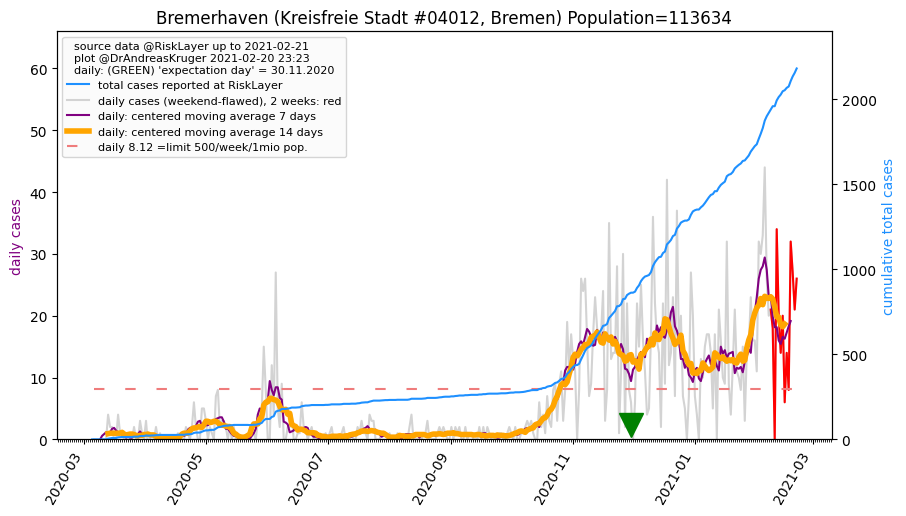 Bremerhaven (Kreisfreie Stadt #04012, Bremen) Population=113634
source data @RiskLayer up to 2021-02-21
plot @DrAndreasKruger 2021-02-20 23:23
daily: (GREEN) 'expectation day' = 30.11.2020
total cases reported at RiskLayer
daily cases (weekend-flawed), 2 weeks: red
daily: centered moving average 7 days
daily: centered moving average 14 days
daily 8.12 =limit 500/week/1mio pop.
daily cases
60
50
40
30
20
10
0
cumulative total cases
2000
1500
1000
500
0
2020-03
2020-05
2020-07
2020-09
2020-11
2021-01
2021-03